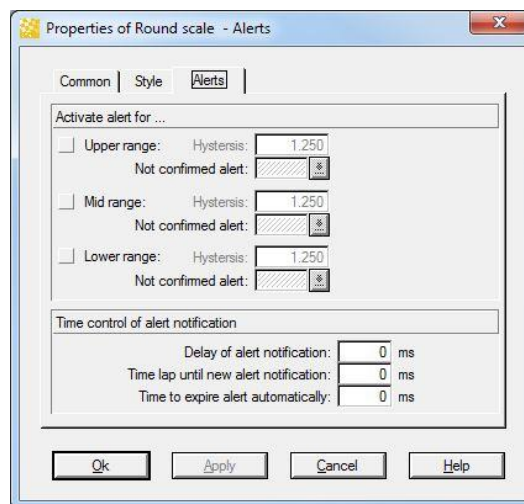 Properties of Round scale - Alerts
Common Style Alerts
Activate alert for ...
Upper range: Hystersis: 1.250
Not confirmed alert:
Mid range: Hystersis: 1.250
Not confirmed alert:
Lower range: Hystersis: 1.250
Not confirmed alert:
Time control of alert notification
Delay of alert notification: 0 ms
Time lap until new alert notification: 0 ms
Time to expire alert automatically: 0 ms
Ok Apply Cancel Help